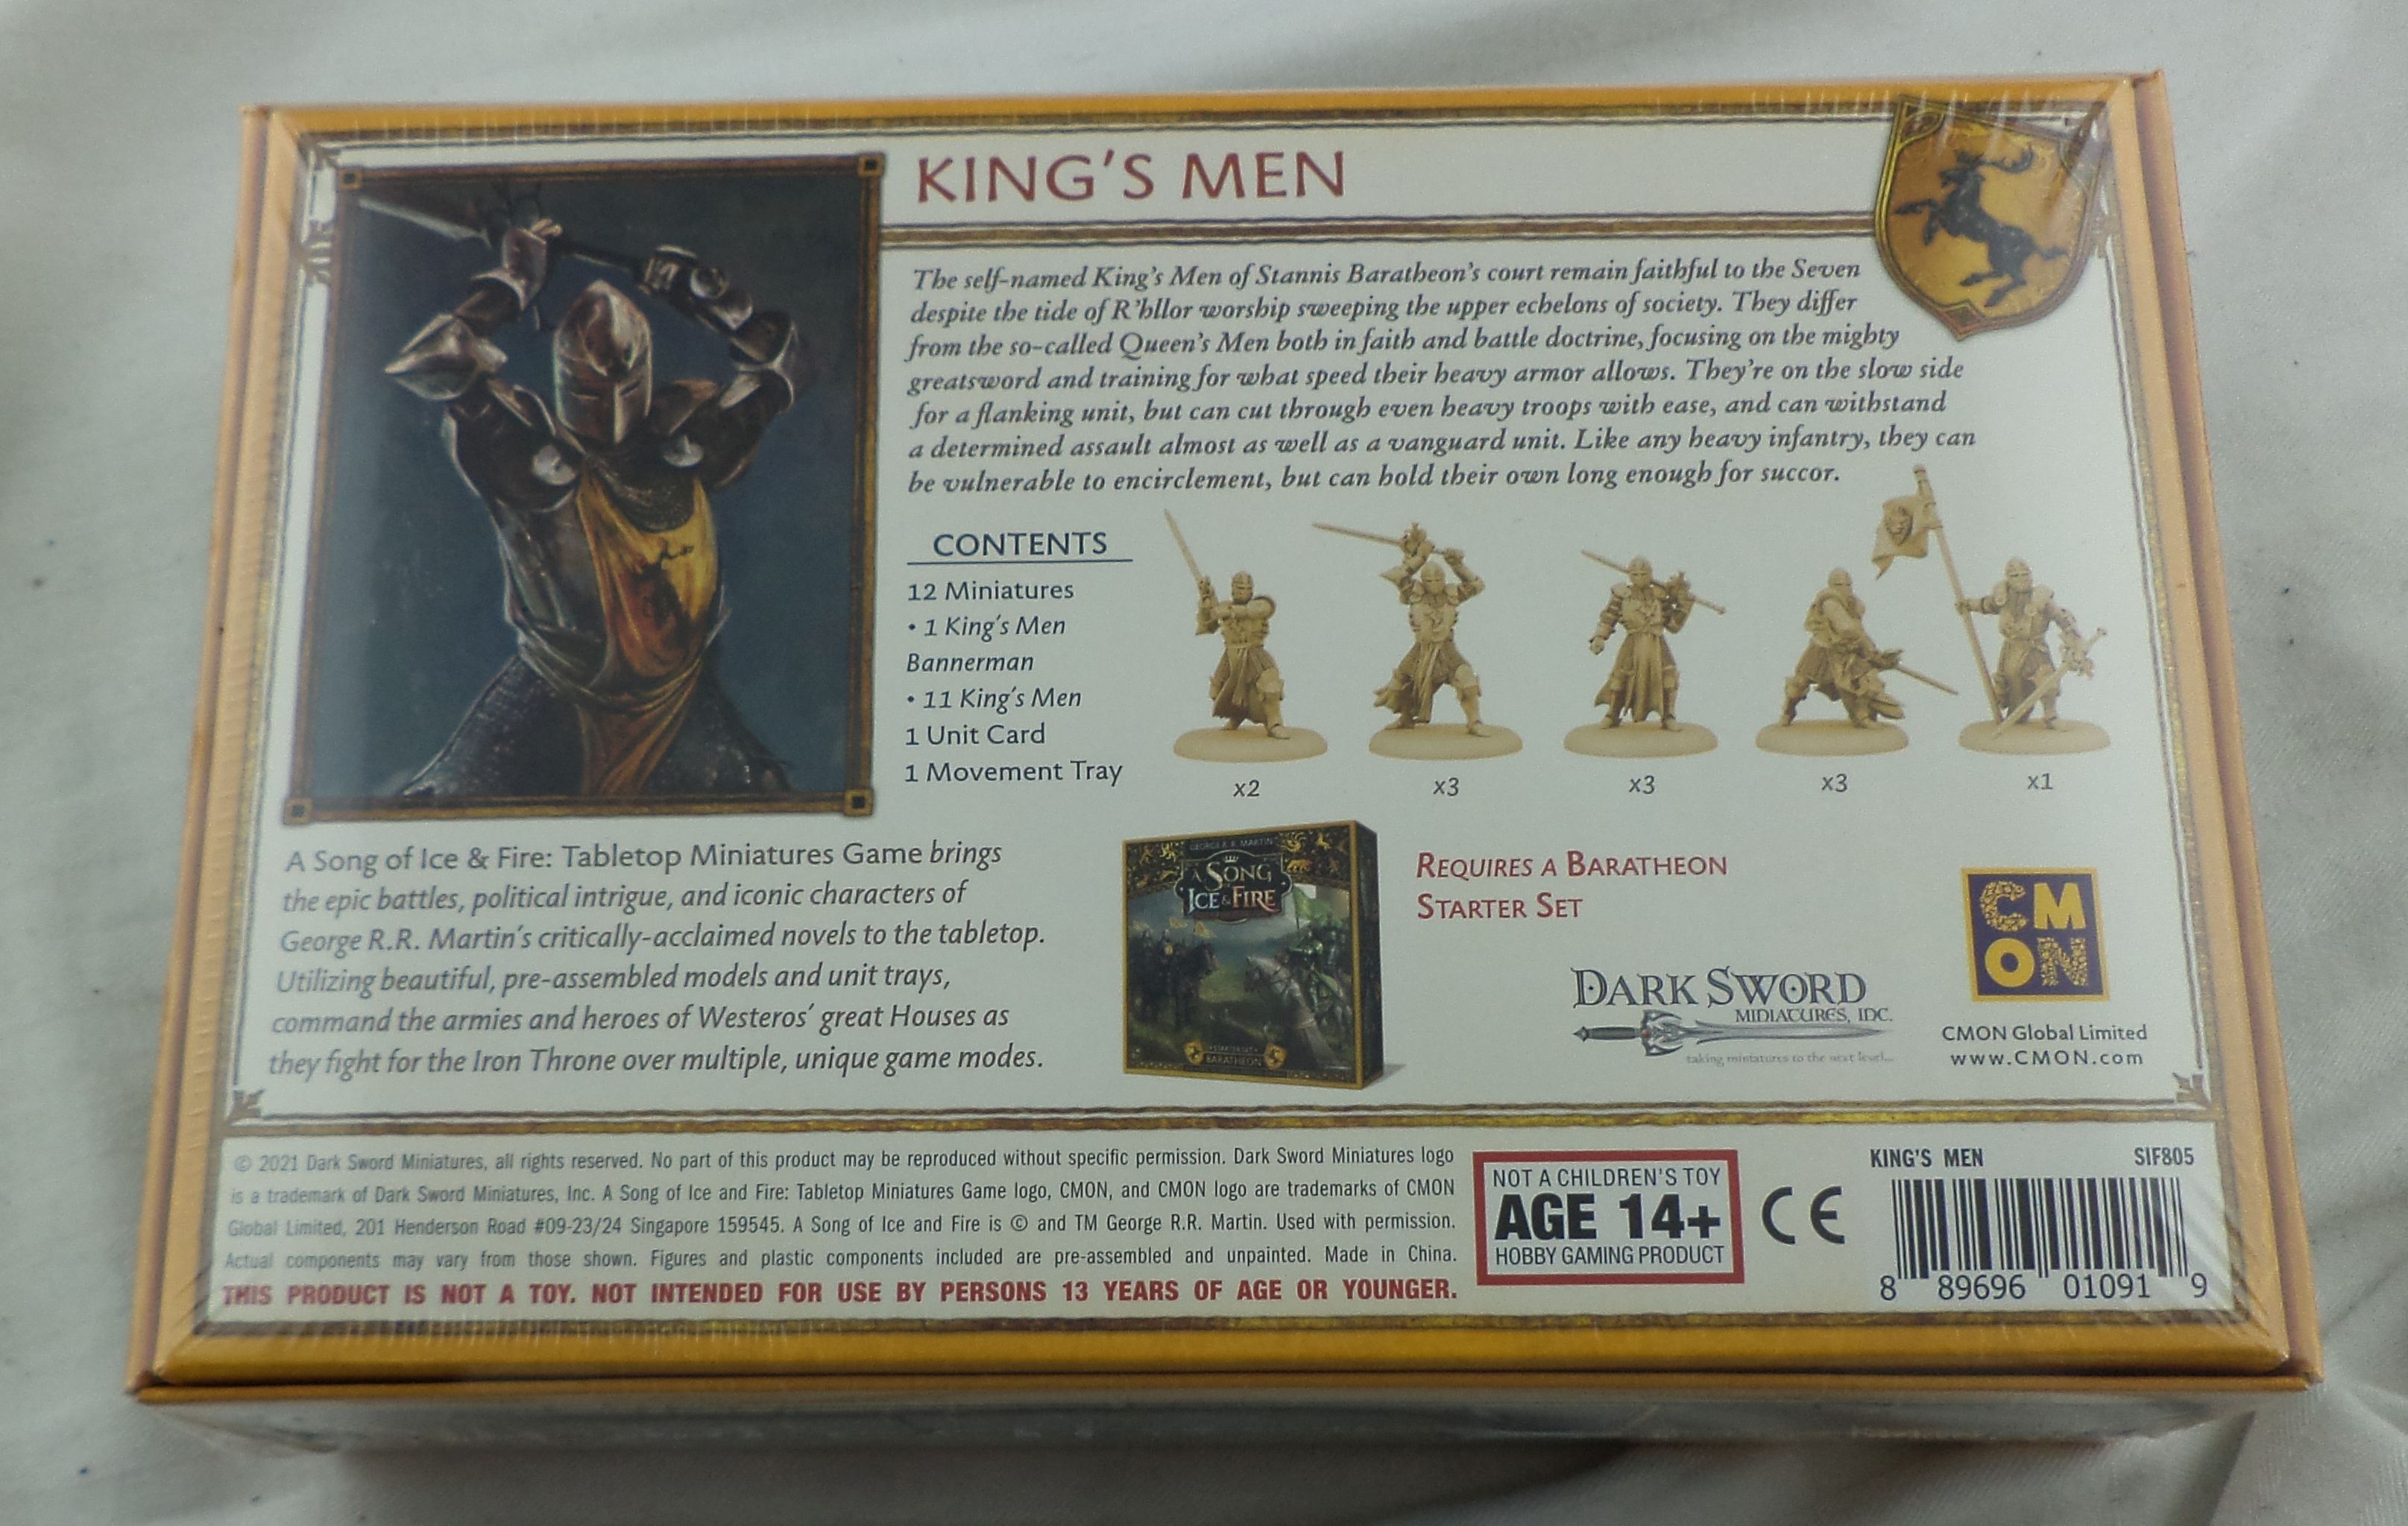 KING'S MEN
The self-named King's Men of Stannis Baratheon's court remain faithful to the Seven
despite the tide of R'hllor worship sweeping the upper echelons of society. They differ
from the so-called Queen's Men both in faith and battle doctrine, focusing on the mighty
greatsword and training for what speed their heavy armor allows. They're on the slow side
for a flanking unit, but can cut through even heavy troops with ease, and can withstand
a determined assault almost as well as a vanguard unit. Like any heavy infantry, they can
be vulnerable to encirclement, but can hold their own long enough for succor.
CONTENTS
12 Miniatures
• 1 King's Men
Bannerman
• 11 King's Men
1 Unit Card
1 Movement Tray
x2
x3
x3
x3
x1
A Song of Ice & Fire: Tabletop Miniatures Game brings
the epic battles, political intrigue, and iconic characters of
George R.R. Martin's critically-acclaimed novels to the tabletop.
Utilizing beautiful, pre-assembled models and unit trays,
command the armies and heroes of Westeros' great Houses as
they fight for the Iron Throne over multiple, unique game modes.
GEORGE R.R. MARTIN
A SONG
OF
ICE & FIRE
STARTER SET
BARATHEON
REQUIRES A BARATHEON
STARTER SET
DARK SWORD
MINIATURES, INC.
taking miniatures to the next level...
CM
ON
CMON Global Limited
www.CMON.com
© 2021 Dark Sword Miniatures, all rights reserved. No part of this product may be reproduced without specific permission. Dark Sword Miniatures logo
is a trademark of Dark Sword Miniatures, Inc. A Song of Ice and Fire: Tabletop Miniatures Game logo, CMON, and CMON logo are trademarks of CMON
Global Limited, 201 Henderson Road #09-23/24 Singapore 159545. A Song of Ice and Fire is © and TM George R.R. Martin. Used with permission.
Actual components may vary from those shown. Figures and plastic components included are pre-assembled and unpainted. Made in China.
THIS PRODUCT IS NOT A TOY. NOT INTENDED FOR USE BY PERSONS 13 YEARS OF AGE OR YOUNGER.
NOT A CHILDREN'S TOY
AGE 14+
HOBBY GAMING PRODUCT
CE
KING'S MEN SIF805
8 89696 01091 9